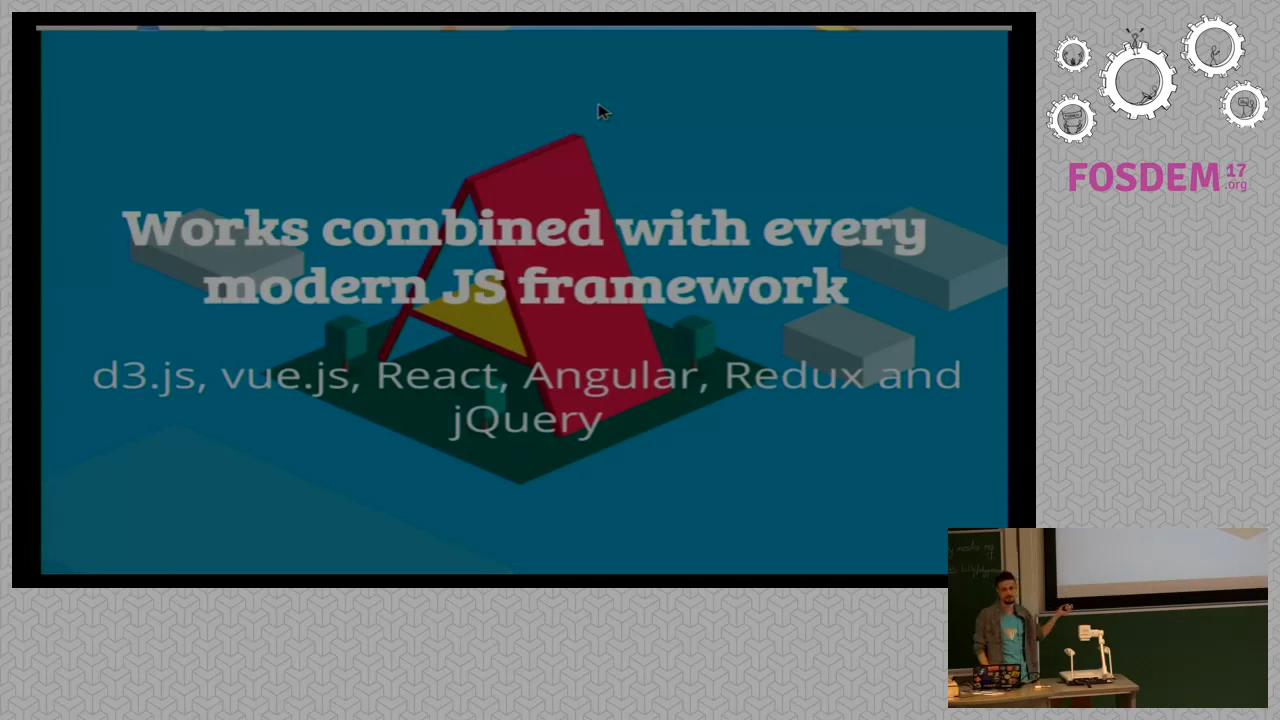 Works combined with every
modern JS framework
d3.js, vue.js, React, Angular, Redux and
jQuery
FOSDEM 17
.org